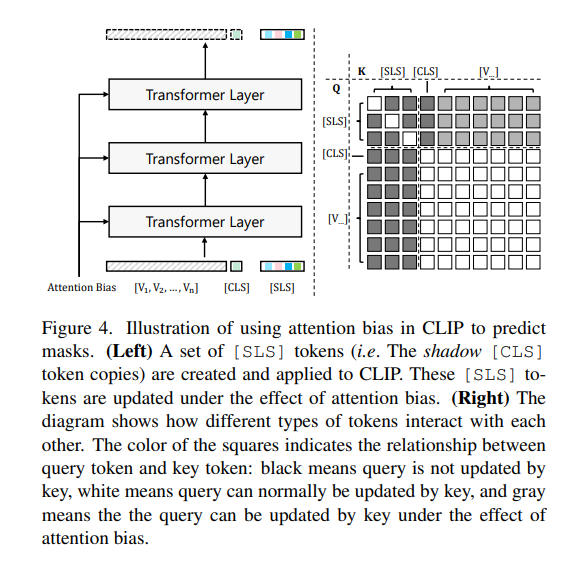 Transformer Layer
Transformer Layer
Transformer Layer
Attention Bias [V₁, V₂, ..., Vₙ] [CLS] [SLS]
K [SLS] [CLS] [V_]
Q
[SLS]
[CLS]
[V_]
Figure 4. Illustration of using attention bias in CLIP to predict
masks. (Left) A set of [SLS] tokens (i.e. The shadow [CLS]
token copies) are created and applied to CLIP. These [SLS] to-
kens are updated under the effect of attention bias. (Right) The
diagram shows how different types of tokens interact with each
other. The color of the squares indicates the relationship between
query token and key token: black means query is not updated by
key, white means query can normally be updated by key, and gray
means the the query can be updated by key under the effect of
attention bias.